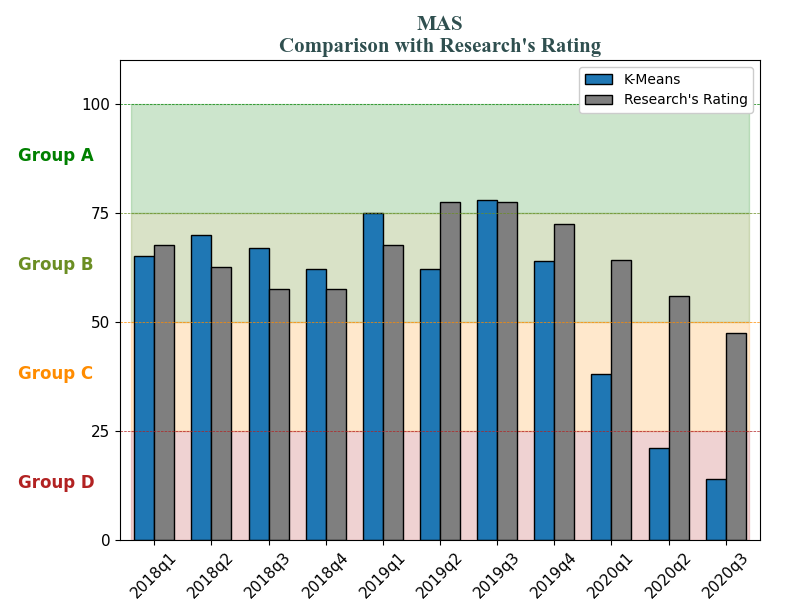 MAS
Comparison with Research's Rating
K-Means
Research's Rating
100
Group A
75
Group B
50
Group C
25
Group D
0
2018q1 2018q2 2018q3 2018q4 2019q1 2019q2 2019q3 2019q4 2020q1 2020q2 2020q3